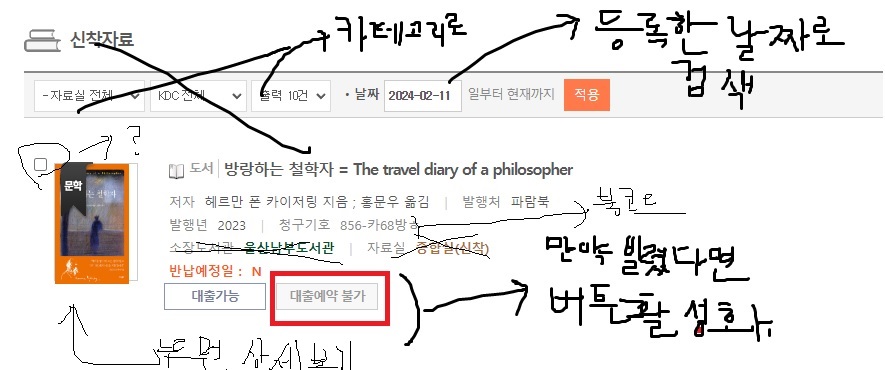 신착자료
카테고리로
등록한 날짜로
검색
-자료실 전체 KDC 전체 출력 10건 • 날짜 2024-02-11 일부터 현재까지 적용
?
문학
도서 | 방랑하는 철학자 = The travel diary of a philosopher
저자 헤르만 폰 카이저링 지음 ; 홍문우 옮김 | 발행처 파람북
발행년 2023 | 청구기호 856-카68방
북코드
소장도서관 울산남부도서관 | 자료실 종합실(신착)
반납예정일 : N
대출가능 대출예약 불가
만약 빌렸다면
버튼 활성화
누르면 상세보기